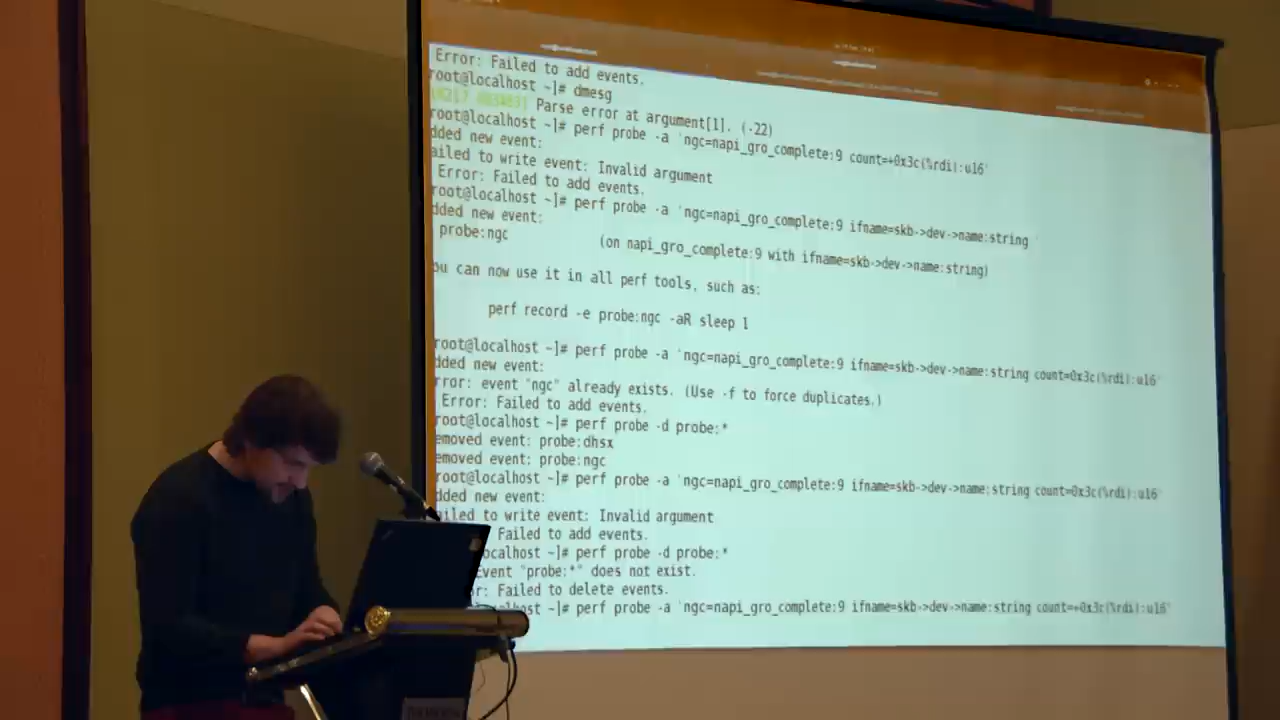 Error: Failed to add events.
root@localhost ~]# dmesg
Parse error at argument[1]. (-22)
root@localhost ~]# perf probe -a 'ngc=napi_gro_complete:9 count=+0x3c(%rdi):u16'
dded new event:
ailed to write event: Invalid argument
Error: Failed to add events.
root@localhost ~]# perf probe -a 'ngc=napi_gro_complete:9 ifname=skb->dev->name:string '
dded new event:
probe:ngc (on napi_gro_complete:9 with ifname=skb->dev->name:string)
ou can now use it in all perf tools, such as:
perf record -e probe:ngc -aR sleep 1
root@localhost ~]# perf probe -a 'ngc=napi_gro_complete:9 ifname=skb->dev->name:string count=0x3c(%rdi):u16'
dded new event:
rror: event "ngc" already exists. (Use -f to force duplicates.)
Error: Failed to add events.
root@localhost ~]# perf probe -d probe:*
emoved event: probe:dhsx
emoved event: probe:ngc
root@localhost ~]# perf probe -a 'ngc=napi_gro_complete:9 ifname=skb->dev->name:string count=0x3c(%rdi):u16'
dded new event:
ailed to write event: Invalid argument
Failed to add events.
ocalhost ~]# perf probe -d probe:*
Event "probe:*" does not exist.
r: Failed to delete events.
localhost ~]# perf probe -a 'ngc=napi_gro_complete:9 ifname=skb->dev->name:string count=+0x3c(%rdi):u16'